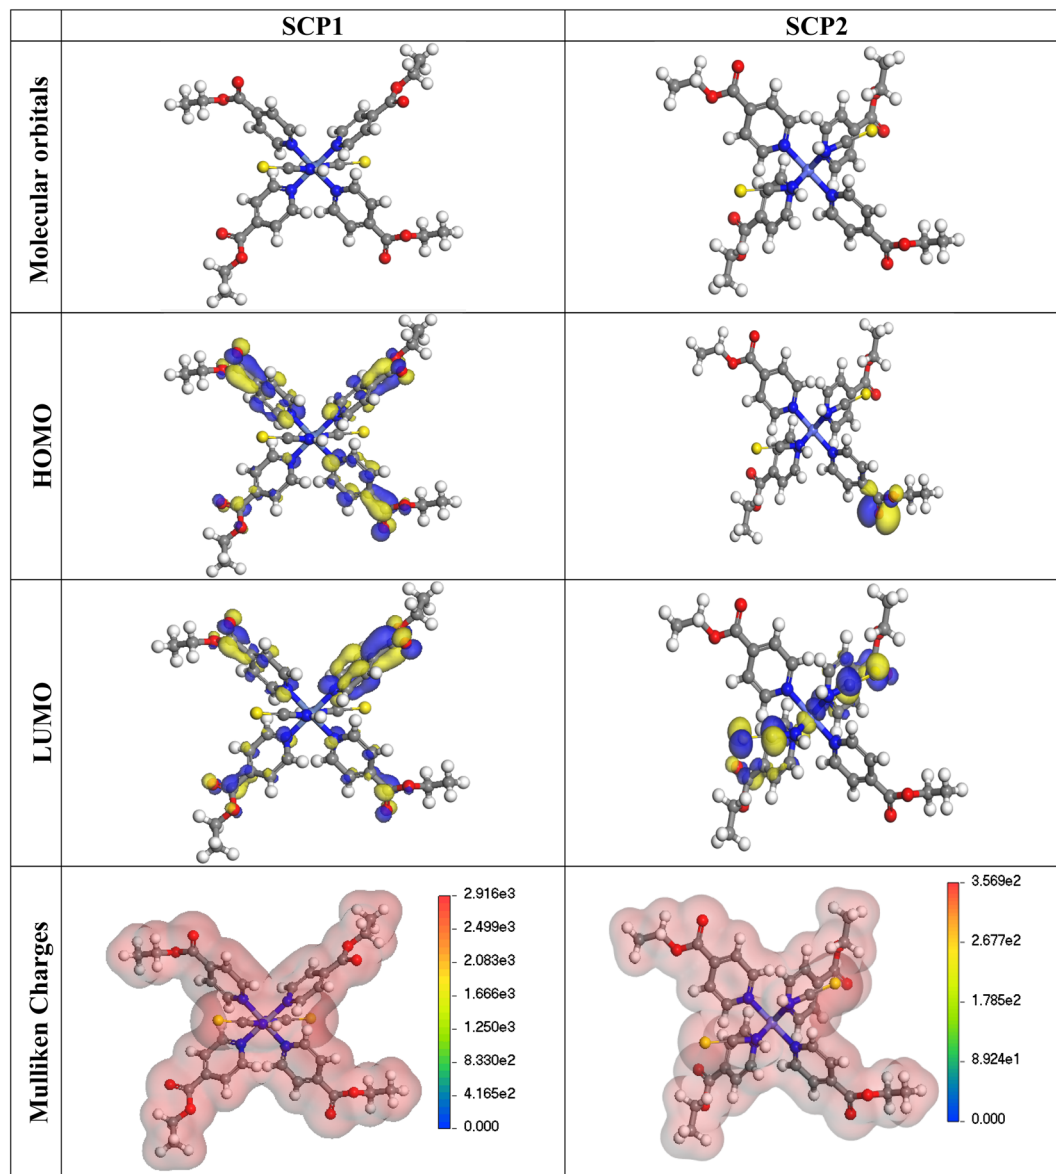 SCP1
SCP2
Molecular orbitals
HOMO
LUMO
Mulliken Charges
2.916e3
2.499e3
2.083e3
1.666e3
1.250e3
8.330e2
4.165e2
0.000
3.569e2
2.677e2
1.785e2
8.924e1
0.000